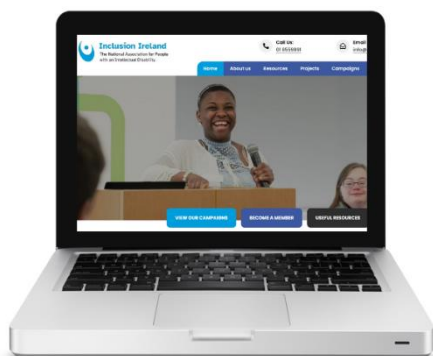 Inclusion Ireland
The National Association for People
with an Intellectual Disability
Call Us:
Email
Home About us Resources Projects Campaigns
VIEW OUR CAMPAIGNS BECOME A MEMBER USEFUL RESOURCES